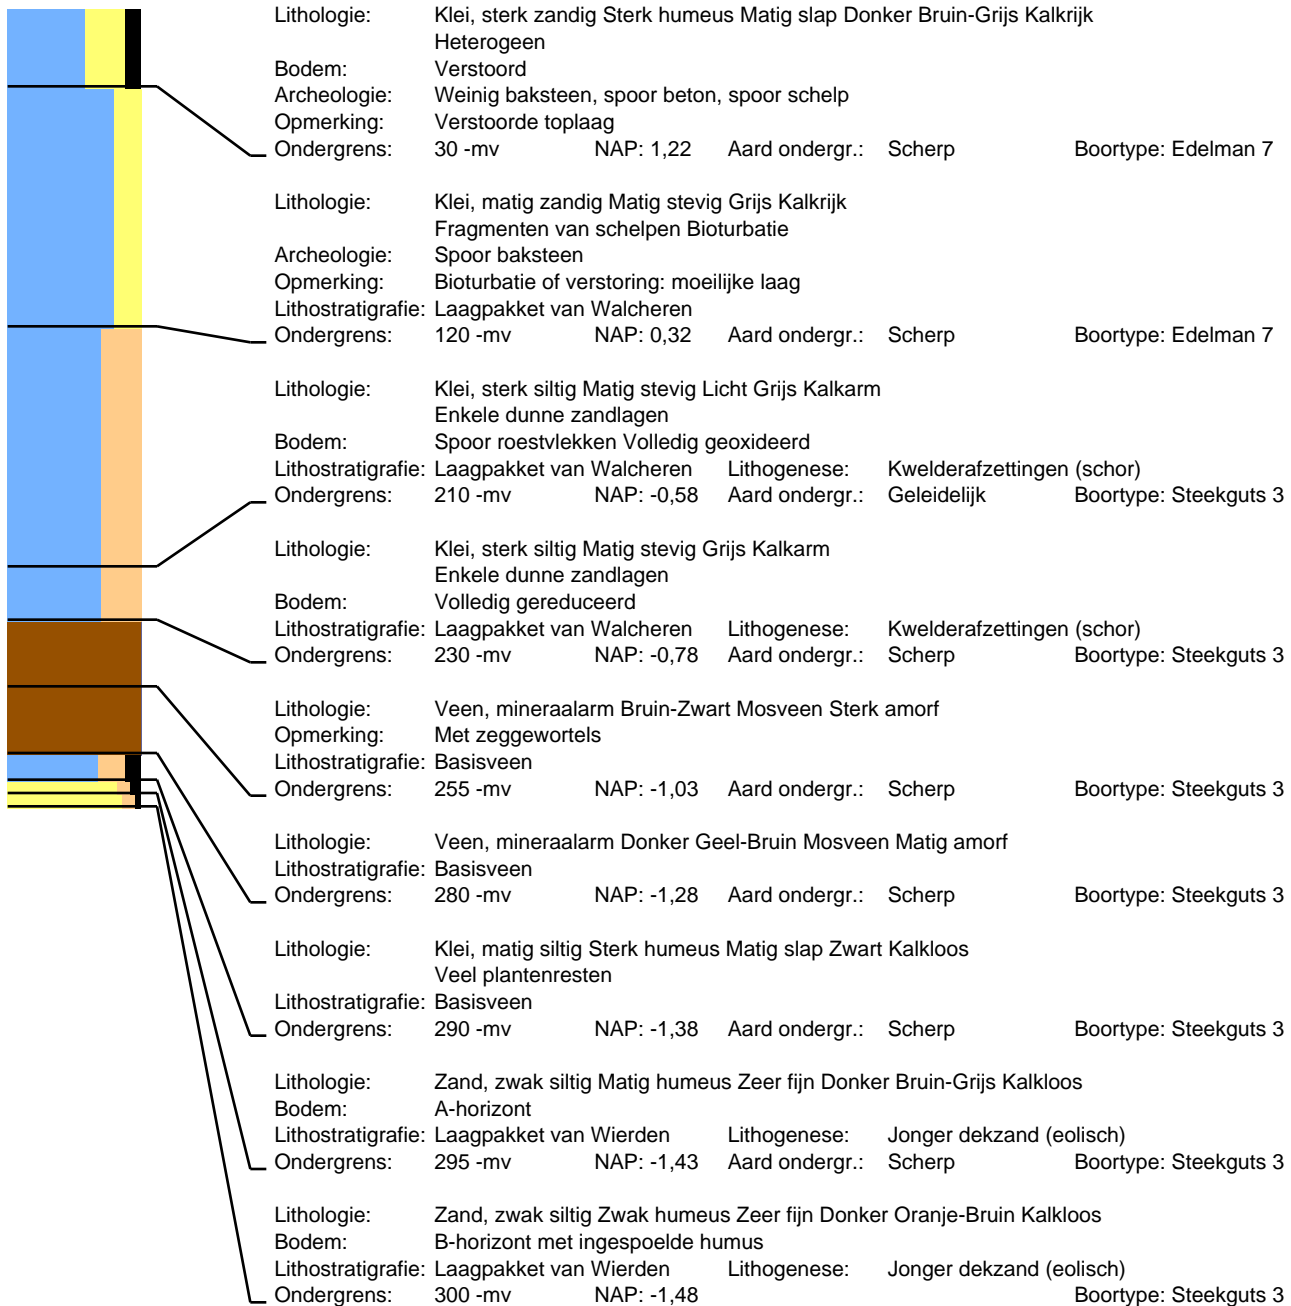 Lithologie: Klei, sterk zandig Sterk humeus Matig slap Donker Bruin-Grijs Kalkrijk
Heterogeen
Bodem: Verstoord
Archeologie: Weinig baksteen, spoor beton, spoor schelp
Opmerking: Verstoorde toplaag
Ondergrens: 30 -mv NAP: 1,22 Aard ondergr.: Scherp Boortype: Edelman 7
Lithologie: Klei, matig zandig Matig stevig Grijs Kalkrijk
Fragmenten van schelpen Bioturbatie
Archeologie: Spoor baksteen
Opmerking: Bioturbatie of verstoring: moeilijke laag
Lithostratigrafie: Laagpakket van Walcheren
Ondergrens: 120 -mv NAP: 0,32 Aard ondergr.: Scherp Boortype: Edelman 7
Lithologie: Klei, sterk siltig Matig stevig Licht Grijs Kalkarm
Enkele dunne zandlagen
Bodem: Spoor roestvlekken Volledig geoxideerd
Lithostratigrafie: Laagpakket van Walcheren Lithogenese: Kwelderafzettingen (schor)
Ondergrens: 210 -mv NAP: -0,58 Aard ondergr.: Geleidelijk Boortype: Steekguts 3
Lithologie: Klei, sterk siltig Matig stevig Grijs Kalkarm
Enkele dunne zandlagen
Bodem: Volledig gereduceerd
Lithostratigrafie: Laagpakket van Walcheren Lithogenese: Kwelderafzettingen (schor)
Ondergrens: 230 -mv NAP: -0,78 Aard ondergr.: Scherp Boortype: Steekguts 3
Lithologie: Veen, mineraalarm Bruin-Zwart Mosveen Sterk amorf
Opmerking: Met zeggewortels
Lithostratigrafie: Basisveen
Ondergrens: 255 -mv NAP: -1,03 Aard ondergr.: Scherp Boortype: Steekguts 3
Lithologie: Veen, mineraalarm Donker Geel-Bruin Mosveen Matig amorf
Lithostratigrafie: Basisveen
Ondergrens: 280 -mv NAP: -1,28 Aard ondergr.: Scherp Boortype: Steekguts 3
Lithologie: Klei, matig siltig Sterk humeus Matig slap Zwart Kalkloos
Veel plantenresten
Lithostratigrafie: Basisveen
Ondergrens: 290 -mv NAP: -1,38 Aard ondergr.: Scherp Boortype: Steekguts 3
Lithologie: Zand, zwak siltig Matig humeus Zeer fijn Donker Bruin-Grijs Kalkloos
Bodem: A-horizont
Lithostratigrafie: Laagpakket van Wierden Lithogenese: Jonger dekzand (eolisch)
Ondergrens: 295 -mv NAP: -1,43 Aard ondergr.: Scherp Boortype: Steekguts 3
Lithologie: Zand, zwak siltig Zwak humeus Zeer fijn Donker Oranje-Bruin Kalkloos
Bodem: B-horizont met ingespoelde humus
Lithostratigrafie: Laagpakket van Wierden Lithogenese: Jonger dekzand (eolisch)
Ondergrens: 300 -mv NAP: -1,48 Boortype: Steekguts 3